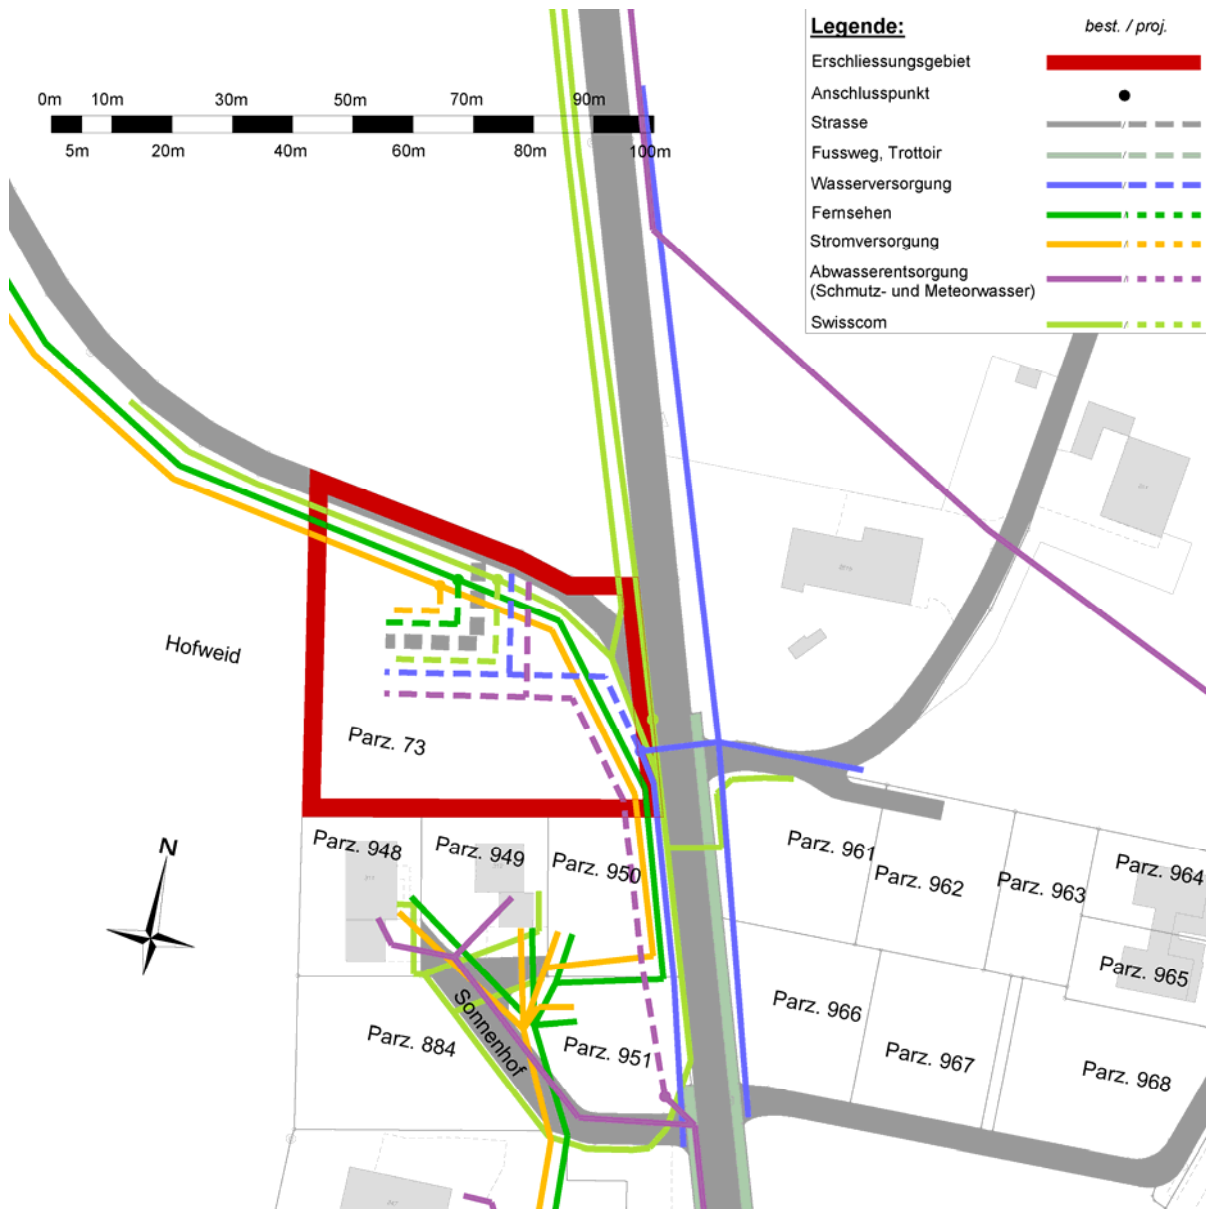 Legende:
best. / proj.
Erschliessungsgebiet
Anschlusspunkt
Strasse
Fussweg, Trottoir
Wasserversorgung
Fernsehen
Stromversorgung
Abwasserentsorgung
(Schmutz- und Meteorwasser)
Swisscom
0m 10m 30m 50m 70m 90m
5m 20m 40m 60m 80m 100m
Hofweid
Parz. 73
N
Parz. 948
Parz. 949
Parz. 950
Parz. 961
Parz. 962
Parz. 963
Parz. 964
Parz. 965
Parz. 966
Parz. 967
Parz. 968
Sonnenhof
Parz. 884
Parz. 951